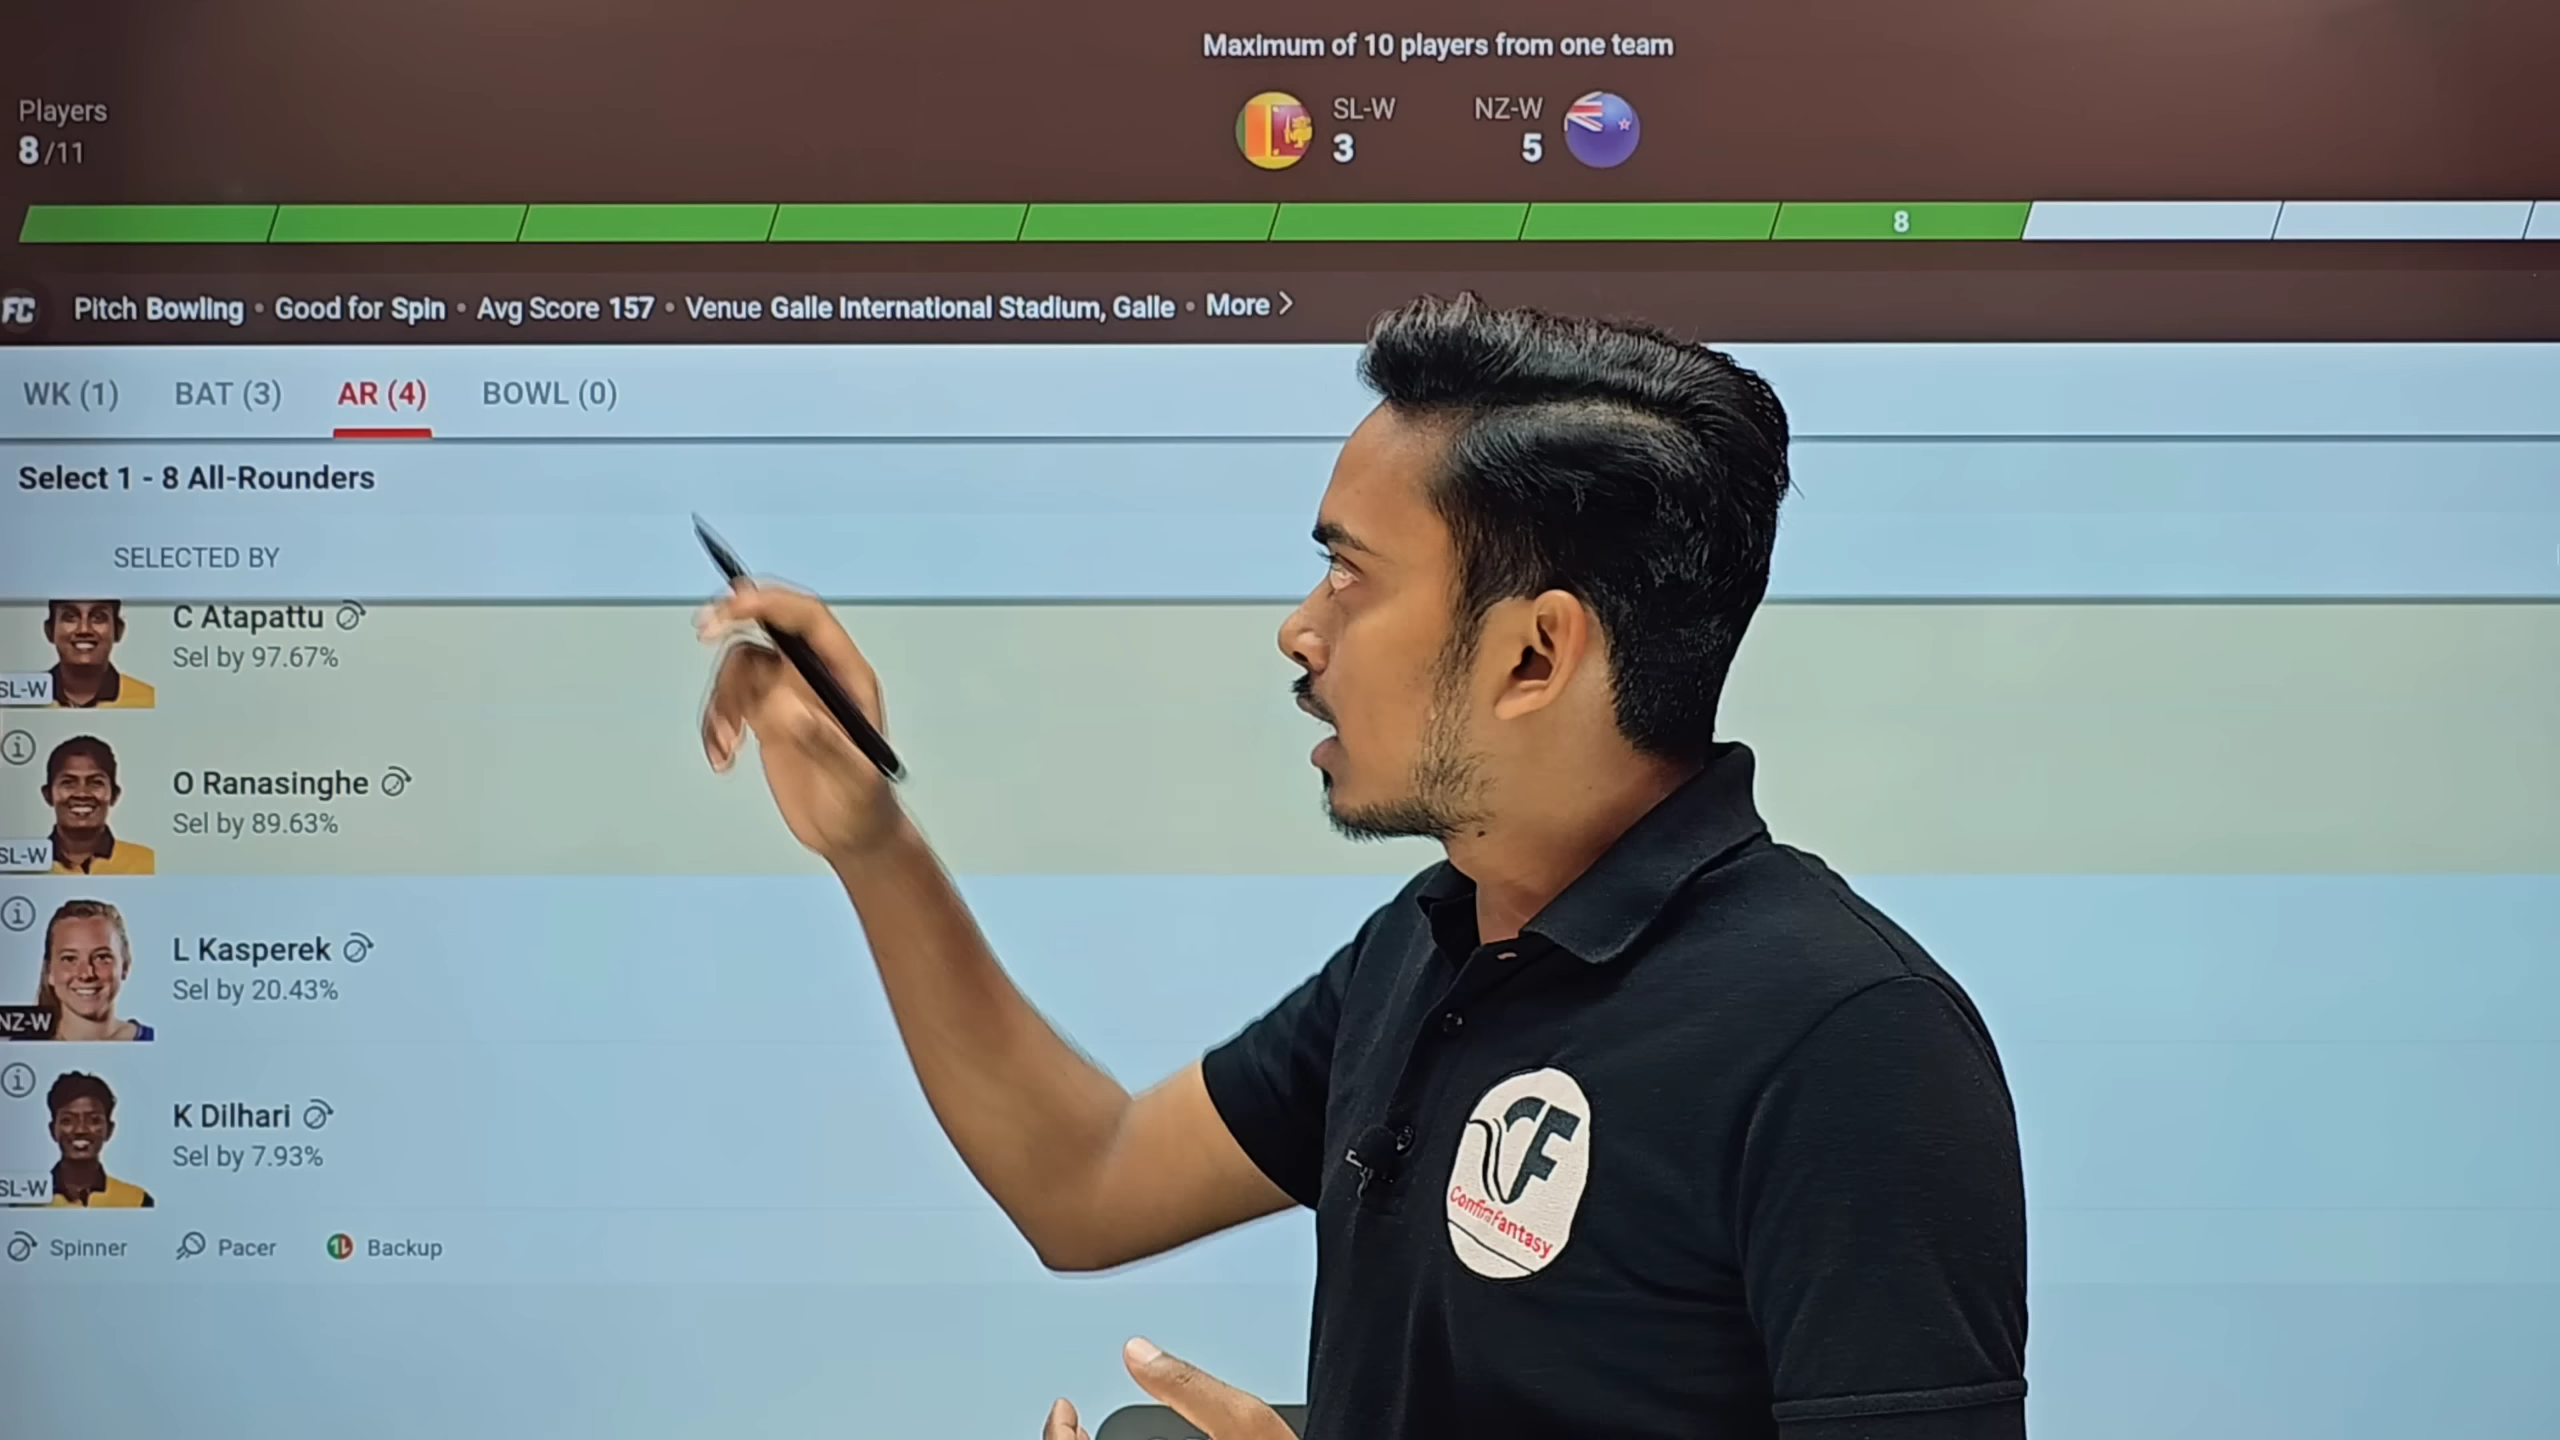 Maximum of 10 players from one team
Players
8/11
SL-W
3
NZ-W
5
8
FC
Pitch Bowling • Good for Spin • Avg Score 157 • Venue Galle International Stadium, Galle • More >
WK (1)
BAT (3)
AR (4)
BOWL (0)
Select 1 - 8 All-Rounders
SELECTED BY
C Atapattu
Sel by 97.67%
SL-W
O Ranasinghe
Sel by 89.63%
SL-W
L Kasperek
Sel by 20.43%
NZ-W
K Dilhari
Sel by 7.93%
SL-W
Spinner
Pacer
Backup
CF
ConfirmFantasy